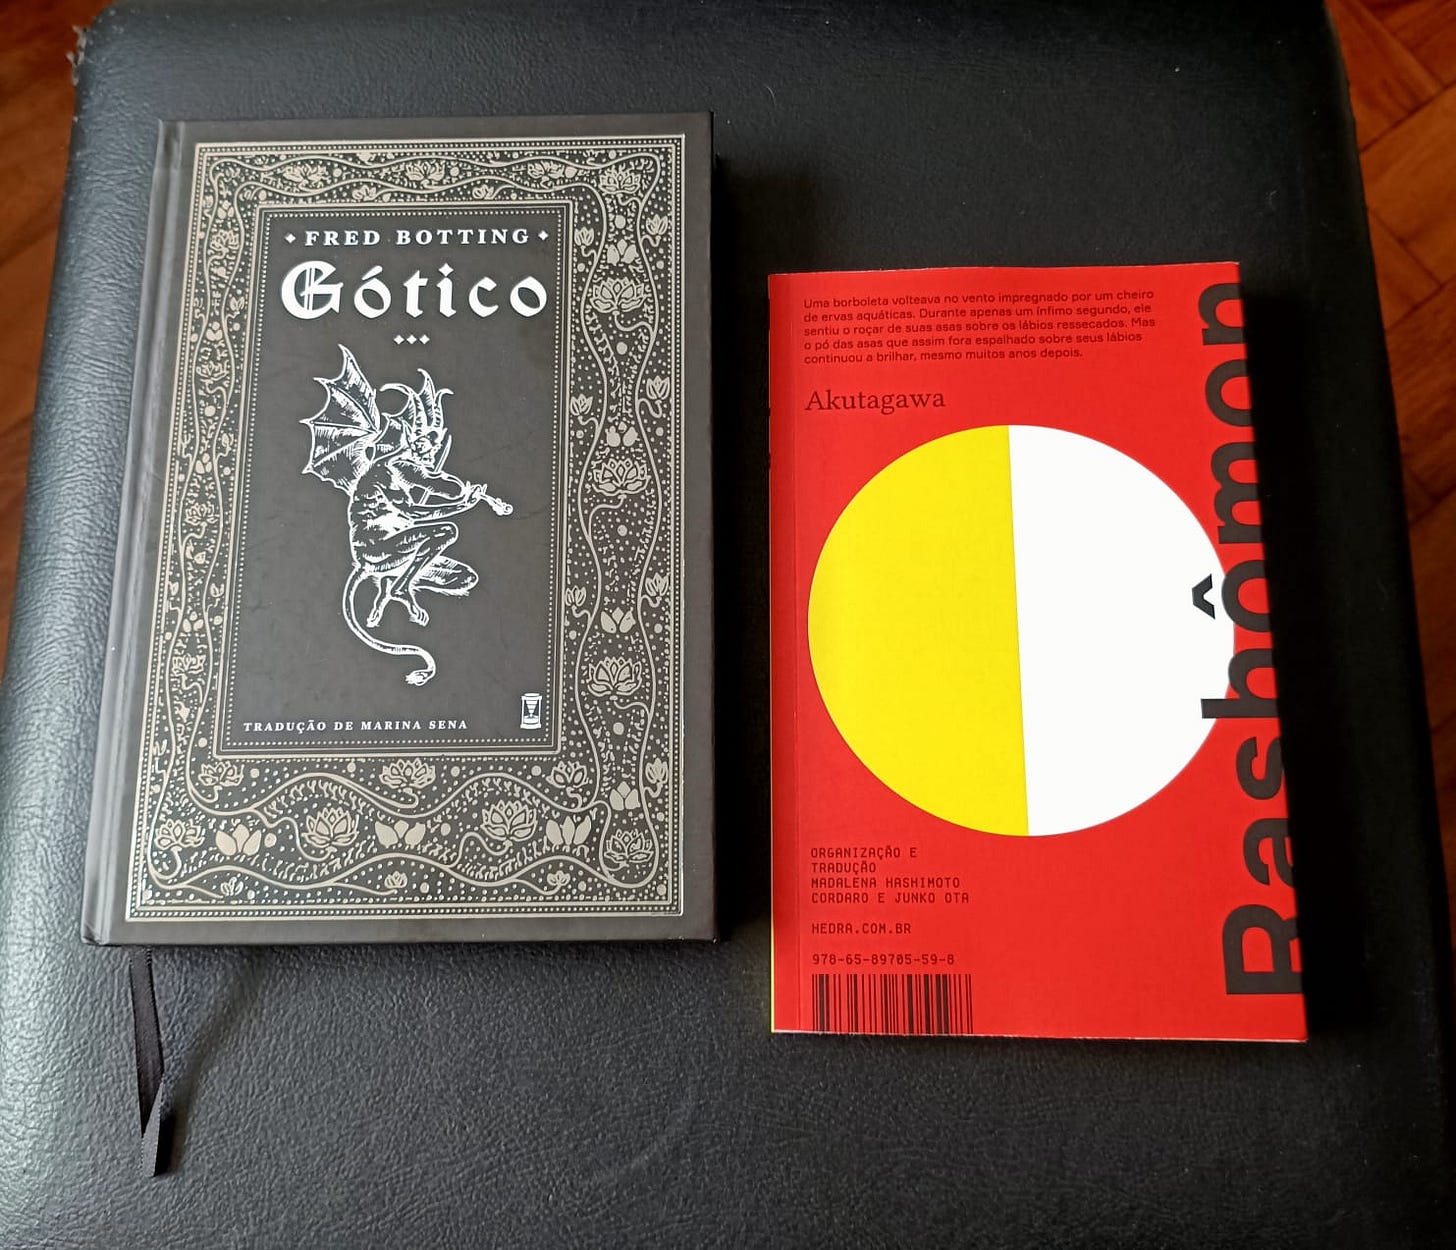 FRED BOTTING
Gótico
TRADUÇÃO DE MARINA SENA
Uma borboleta volteava no vento impregnado por um cheiro
de ervas aquáticas. Durante apenas um ínfimo segundo, ele
sentiu o roçar de suas asas sobre os lábios ressecados. Mas
o pó das asas que assim fora espalhado sobre seus lábios
continuou a brilhar, mesmo muitos anos depois.
Akutagawa
Rashômon
ORGANIZAÇÃO E
TRADUÇÃO
MADALENA HASHIMOTO
CORDARO E JUNKO OTA
HEDRA.COM.BR
978-65-89705-59-8